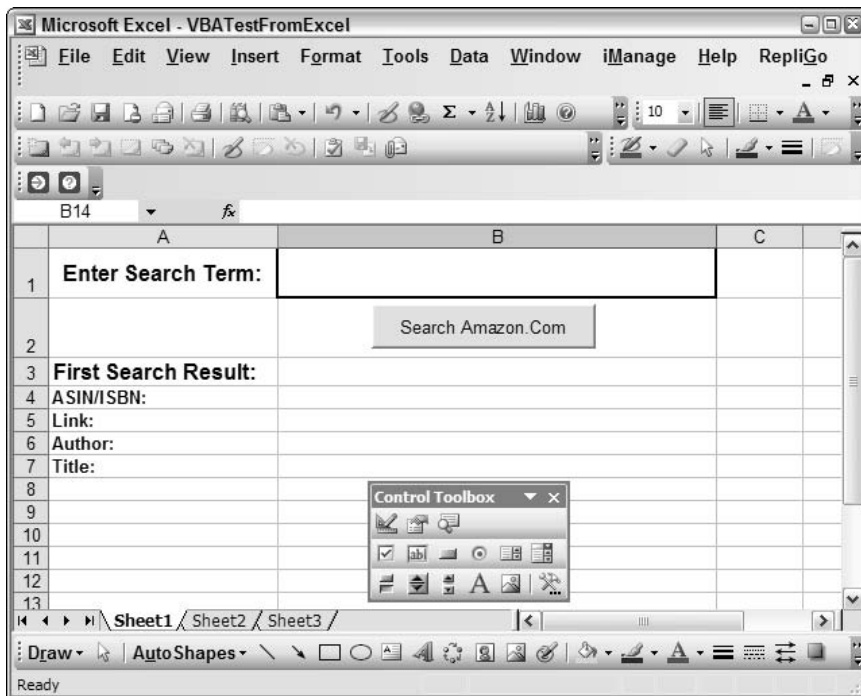 Microsoft Excel - VBATestFromExcel
File Edit View Insert Format Tools Data Window iManage Help RepliGo
Σ 10 A
B14 fx
A B C
1 Enter Search Term:
2 Search Amazon.Com
3 First Search Result:
4 ASIN/ISBN:
5 Link:
6 Author:
7 Title:
8
Control Toolbox
9
10
11 ab
12 A
13
Sheet1 / Sheet2 / Sheet3 /
Draw AutoShapes A
Ready